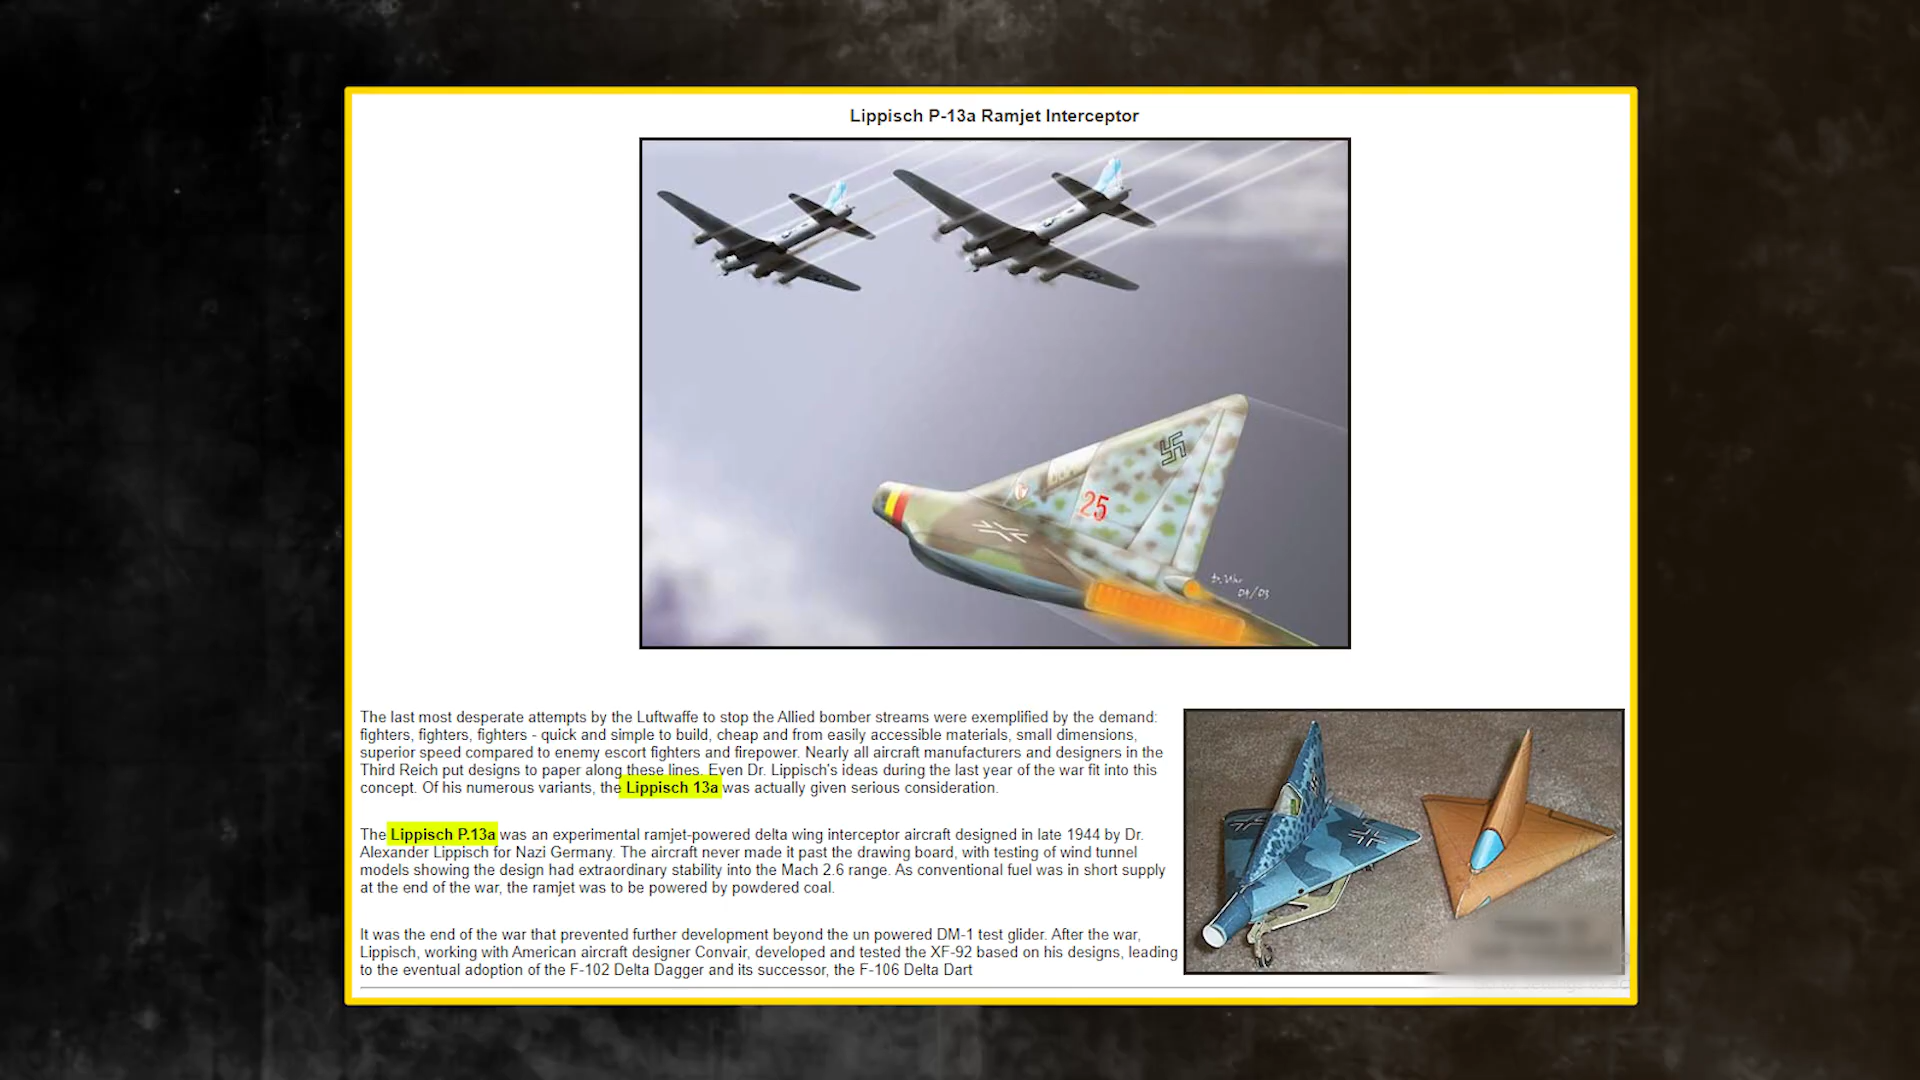 Lippisch P-13a Ramjet Interceptor
25
The last most desperate attempts by the Luftwaffe to stop the Allied bomber streams were exemplified by the demand:
fighters, fighters, fighters - quick and simple to build, cheap and from easily accessible materials, small dimensions,
superior speed compared to enemy escort fighters and firepower. Nearly all aircraft manufacturers and designers in the
Third Reich put designs to paper along these lines. Even Dr. Lippisch's ideas during the last year of the war fit into this
concept. Of his numerous variants, the Lippisch 13a was actually given serious consideration.
The Lippisch P.13a was an experimental ramjet-powered delta wing interceptor aircraft designed in late 1944 by Dr.
Alexander Lippisch for Nazi Germany. The aircraft never made it past the drawing board, with testing of wind tunnel
models showing the design had extraordinary stability into the Mach 2.6 range. As conventional fuel was in short supply
at the end of the war, the ramjet was to be powered by powdered coal.
It was the end of the war that prevented further development beyond the un powered DM-1 test glider. After the war,
Lippisch, working with American aircraft designer Convair, developed and tested the XF-92 based on his designs, leading
to the eventual adoption of the F-102 Delta Dagger and its successor, the F-106 Delta Dart